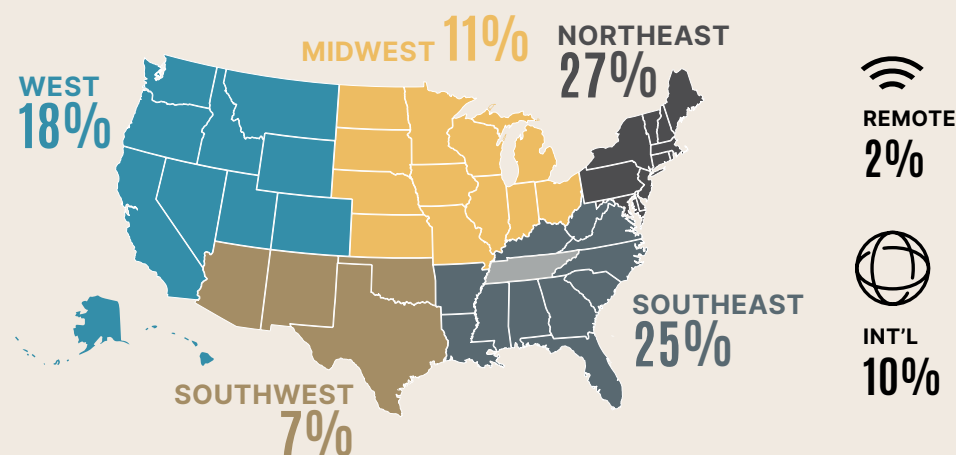 MIDWEST 11%
NORTHEAST
27%
WEST
18%
REMOTE
2%
SOUTHEAST
25%
INT'L
10%
SOUTHWEST
7%